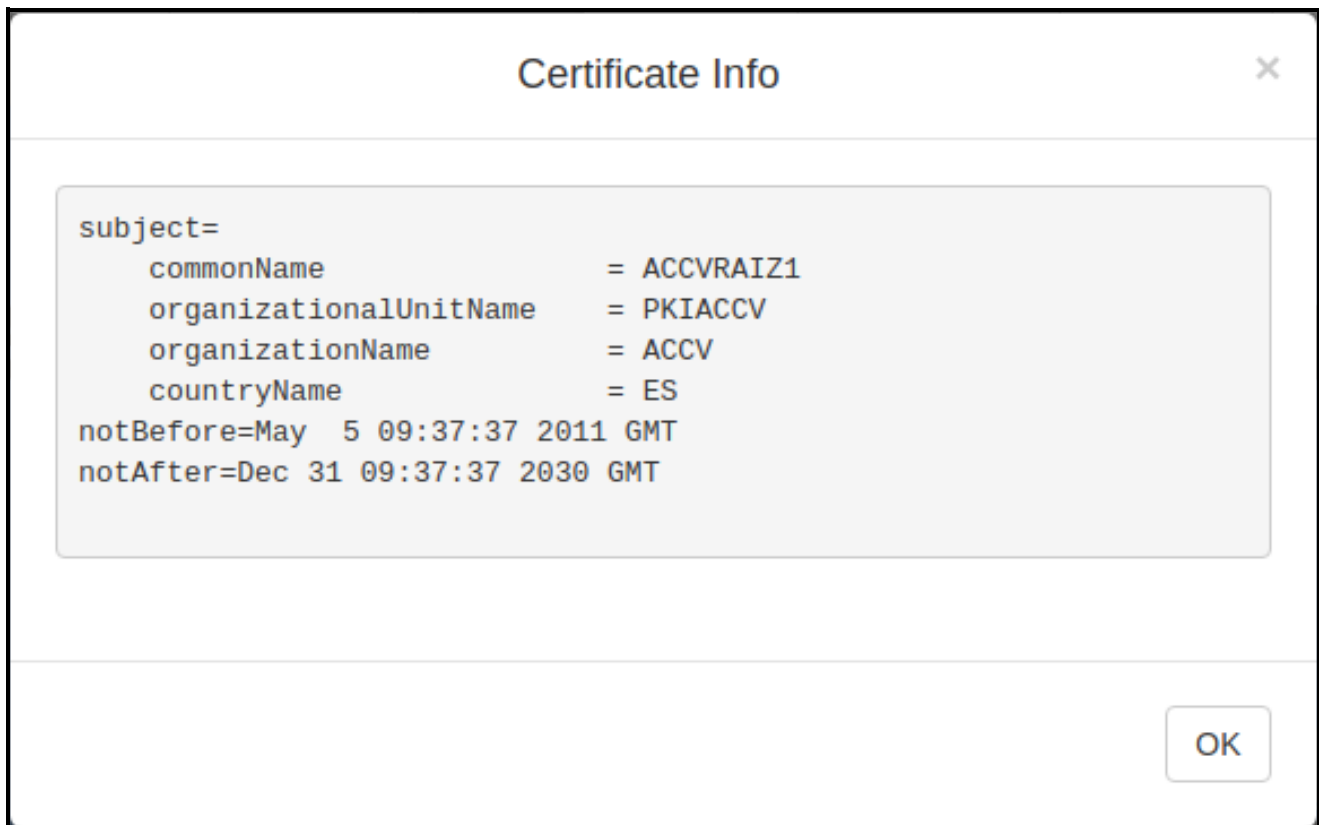 Certificate Info
×
subject=
    commonName                = ACCVRAIZ1
    organizationalUnitName    = PKIACCV
    organizationName          = ACCV
    countryName               = ES
notBefore=May  5 09:37:37 2011 GMT
notAfter=Dec 31 09:37:37 2030 GMT
OK